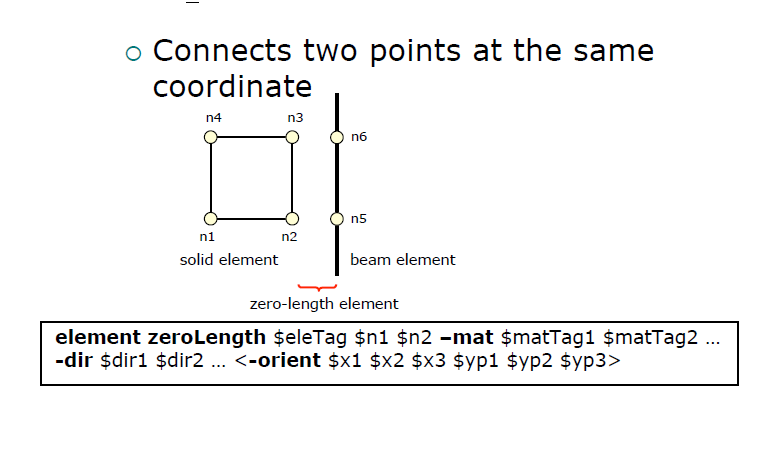 Connects two points at the same
coordinate
n4
n3
n6
n5
n1
n2
solid element
beam element
zero-length element
element zeroLength $eleTag $n1 $n2 –mat $matTag1 $matTag2 ...
-dir $dir1 $dir2 ... <-orient $x1 $x2 $x3 $yp1 $yp2 $yp3>